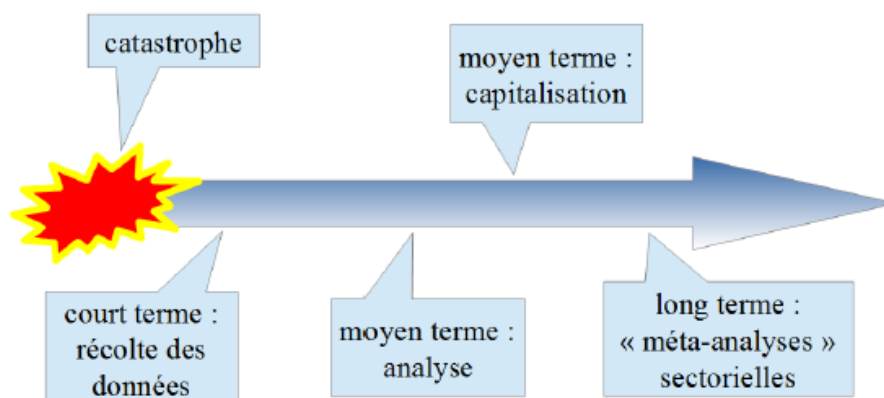 catastrophe
moyen terme :
capitalisation
court terme :
récolte des
données
moyen terme :
analyse
long terme :
« méta-analyses »
sectorielles